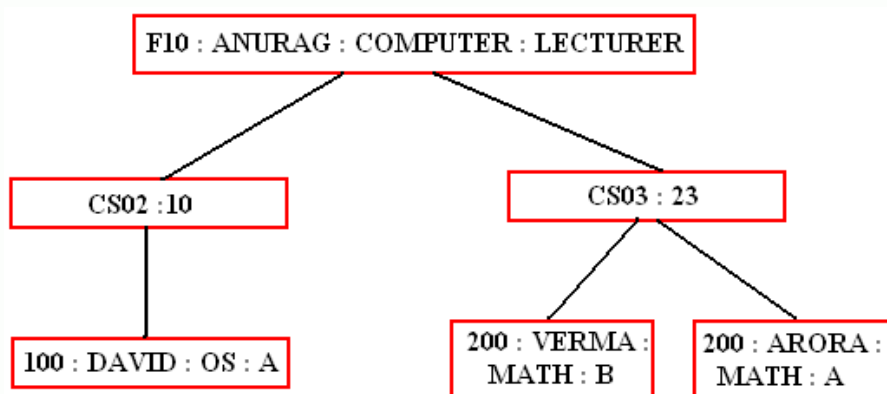 F10 : ANURAG : COMPUTER : LECTURER
CS02 :10
CS03 : 23
100 : DAVID : OS : A
200 : VERMA :
MATH : B
200 : ARORA :
MATH : A